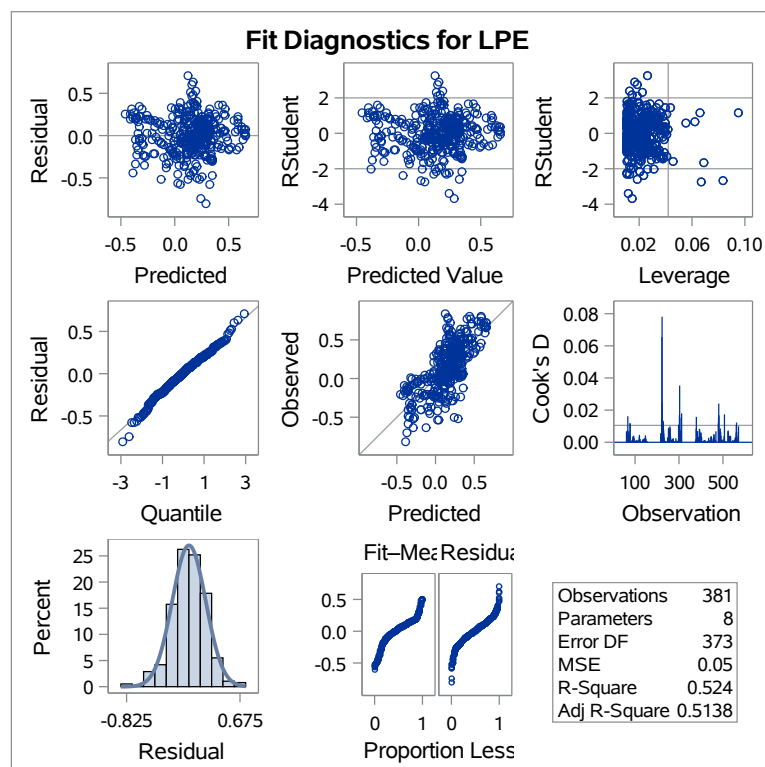 Fit Diagnostics for LPE
Residual
0.5
0.0
-0.5
-0.5 0.0 0.5
Predicted
RStudent
2
0
-2
-4
-0.5 0.0 0.5
Predicted Value
RStudent
2
0
-2
-4
0.02 0.06 0.10
Leverage
Residual
0.5
0.0
-0.5
-3 -1 1 3
Quantile
Observed
0.5
0.0
-0.5
-0.5 0.0 0.5
Predicted
Cook's D
0.08
0.06
0.04
0.02
0.00
100 300 500
Observation
Percent
25
20
15
10
5
0
-0.825 0.675
Residual
Fit–Mea Residua
0.5
0.0
-0.5
0 1 0 1
Proportion Less
Observations 381
Parameters 8
Error DF 373
MSE 0.05
R-Square 0.524
Adj R-Square 0.5138